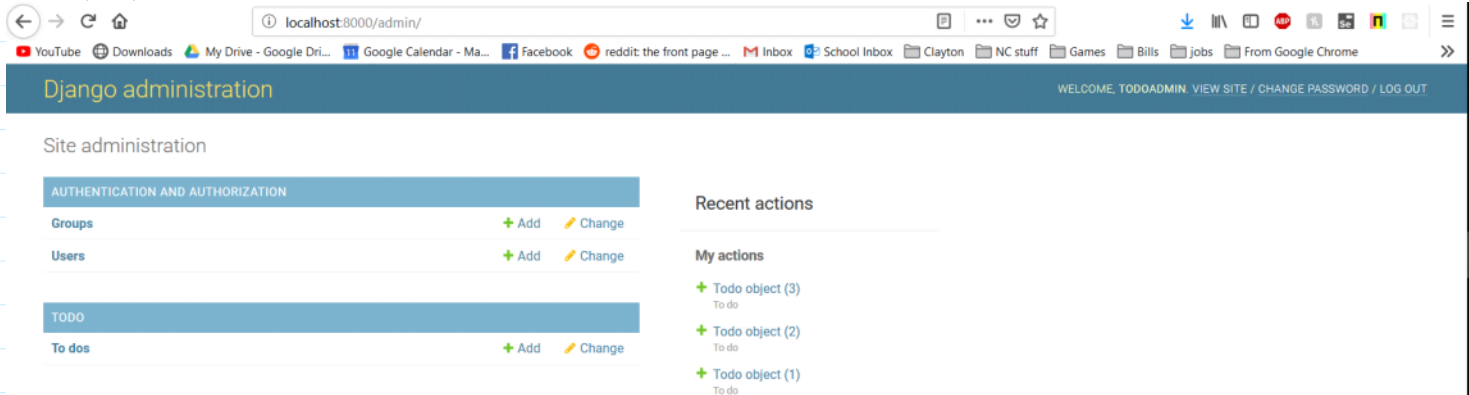 localhost:8000/admin/
YouTube Downloads My Drive - Google Dri... 11 Google Calendar - Ma... Facebook reddit: the front page ... Inbox School Inbox Clayton NC stuff Games Bills jobs From Google Chrome
Django administration
WELCOME, TODOADMIN. VIEW SITE / CHANGE PASSWORD / LOG OUT
Site administration
AUTHENTICATION AND AUTHORIZATION
Groups + Add Change
Users + Add Change
TODO
To dos + Add Change
Recent actions
My actions
+ Todo object (3)
To do
+ Todo object (2)
To do
+ Todo object (1)
To do